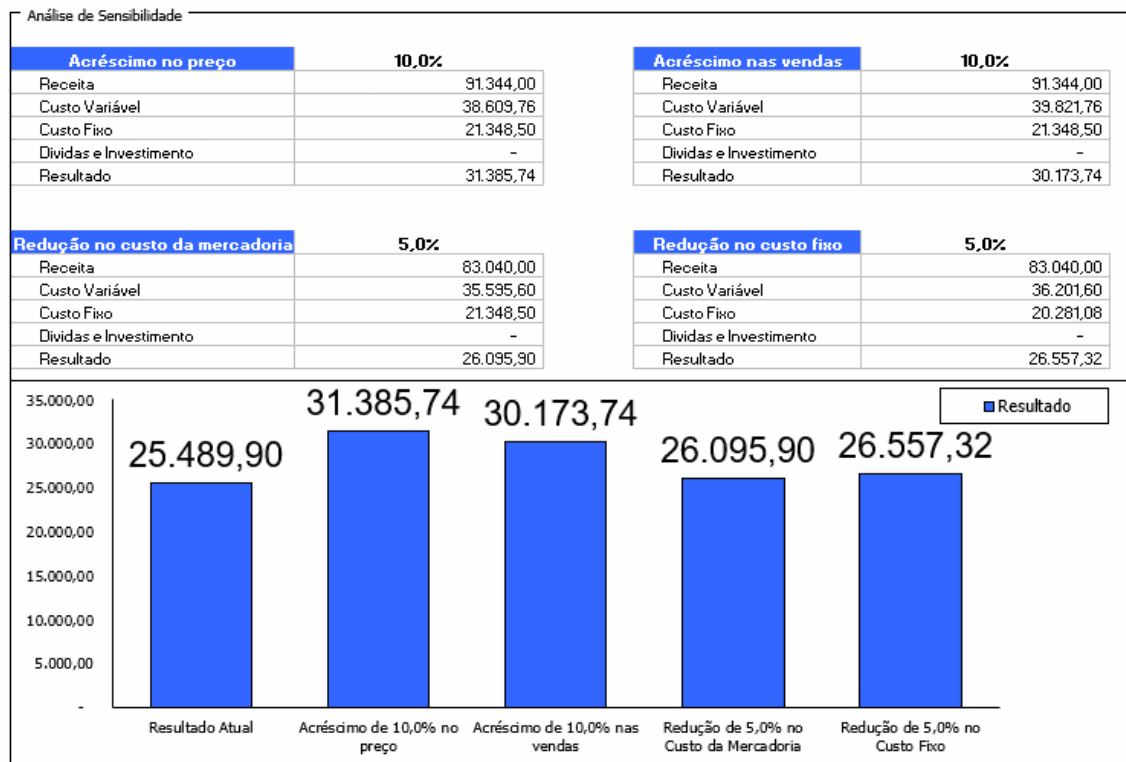 Análise de Sensibilidade
Acréscimo no preço 10,0%
Receita 91.344,00
Custo Variável 38.609,76
Custo Fixo 21.348,50
Dividas e Investimento -
Resultado 31.385,74
Acréscimo nas vendas 10,0%
Receita 91.344,00
Custo Variável 39.821,76
Custo Fixo 21.348,50
Dividas e Investimento -
Resultado 30.173,74
Redução no custo da mercadoria 5,0%
Receita 83.040,00
Custo Variável 35.595,60
Custo Fixo 21.348,50
Dividas e Investimento -
Resultado 26.095,90
Redução no custo fixo 5,0%
Receita 83.040,00
Custo Variável 36.201,60
Custo Fixo 20.281,08
Dividas e Investimento -
Resultado 26.557,32
Resultado
35.000,00
30.000,00
25.000,00
20.000,00
15.000,00
10.000,00
5.000,00
-
25.489,90
31.385,74
30.173,74
26.095,90
26.557,32
Resultado Atual
Acréscimo de 10,0% no
preço
Acréscimo de 10,0% nas
vendas
Redução de 5,0% no
Custo da Mercadoria
Redução de 5,0% no
Custo Fixo